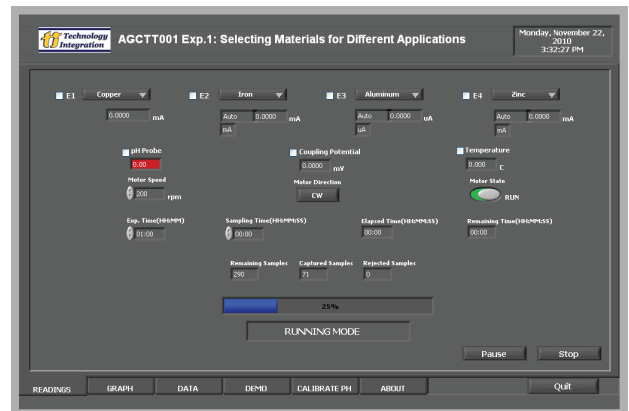 Technology Integration
AGCTT001 Exp.1: Selecting Materials for Different Applications
Monday, November 22, 2010
3:32:27 PM
E1 Copper E2 Iron E3 Aluminum E4 Zinc
0.0000 mA Auto 0.0000 mA Auto 0.0000 uA Auto 0.0000 mA
mA uA mA
pH Probe Coupling Potential Temperature
0.00 0.0000 mV 0.000 C
Motor Speed Motor Direction Motor State
200 rpm CW RUN
Exp. Time(HH:MM) Sampling Time(HH:MM:SS) Elapsed Time(HH:MM:SS) Remaining Time(HH:MM:SS)
01:00 00:00 00:00 00:00
Remaining Samples Captured Samples Rejected Samples
290 71 0
25%
RUNNING MODE
Pause Stop
READINGS GRAPH DATA DEMO CALIBRATE PH ABOUT Quit